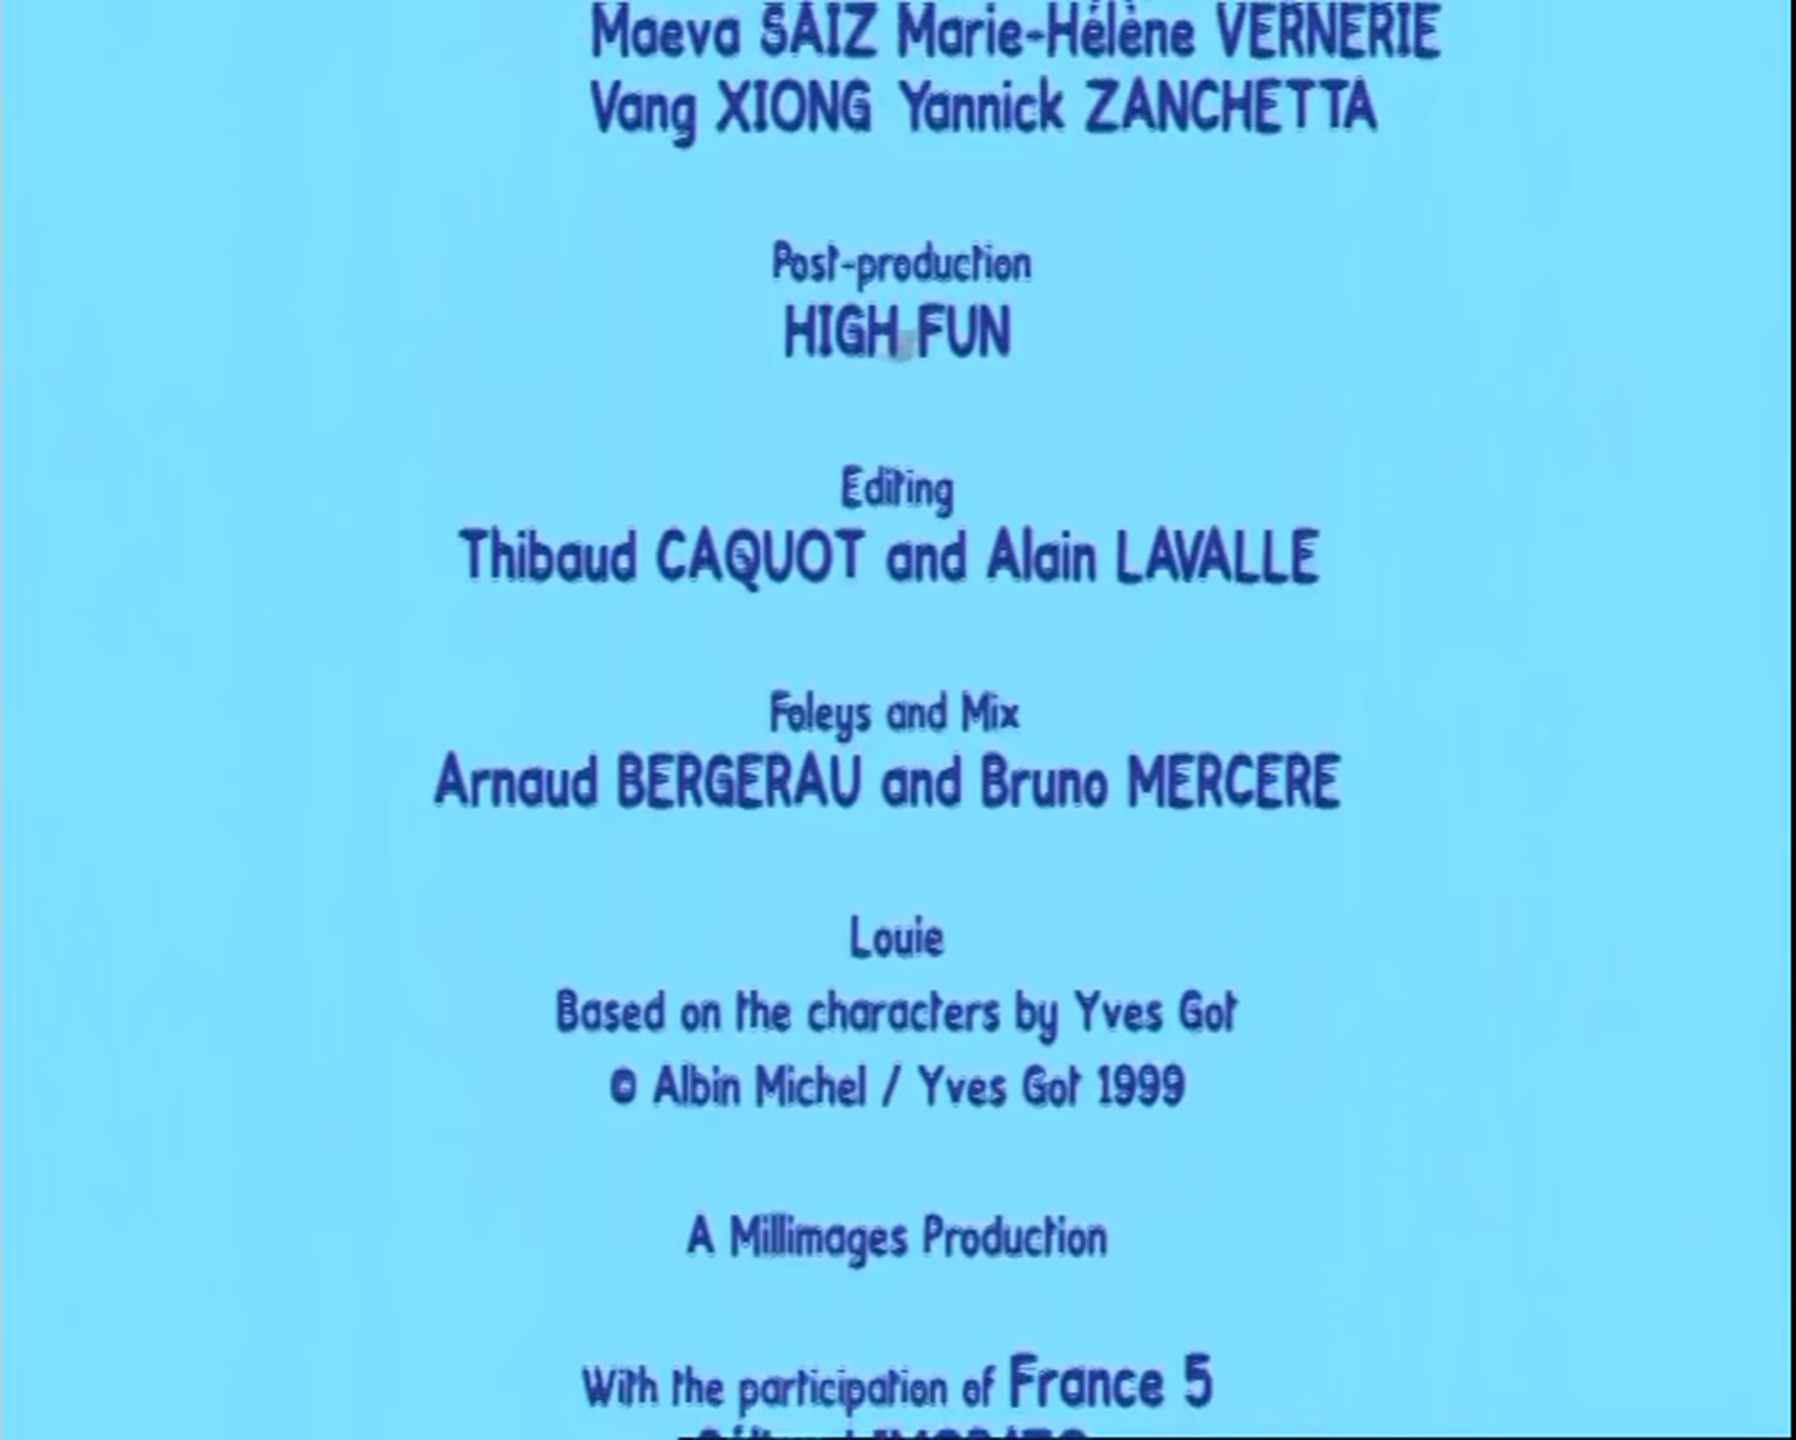 Maeva SAIZ Marie-Hélène VERNERIE
Vang XIONG Yannick ZANCHETTA
Post-production
HIGH FUN
Editing
Thibaud CAQUOT and Alain LAVALLE
Foleys and Mix
Arnaud BERGERAU and Bruno MERCERE
Louie
Based on the characters by Yves Got
© Albin Michel / Yves Got 1999
A Millimages Production
With the participation of France 5